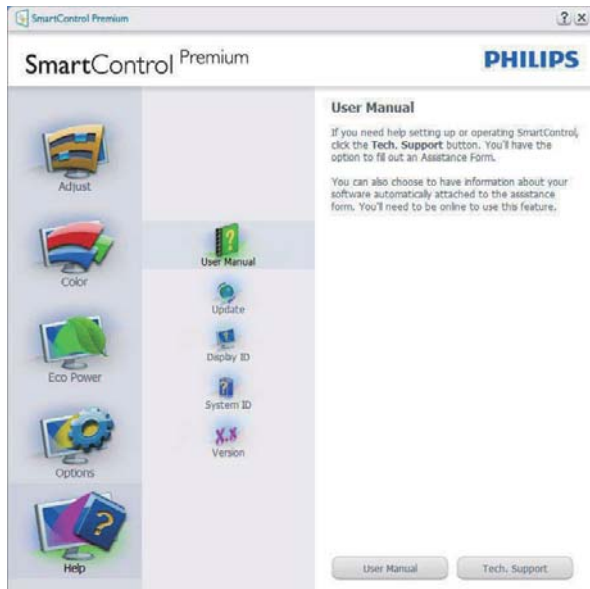 SmartControl Premium
? x
SmartControl Premium
PHILIPS
Adjust
Color
Eco Power
Options
Help
User Manual
Update
Display ID
System ID
X.X
Version
User Manual
If you need help setting up or operating SmartControl,
click the Tech. Support button. You'll have the
option to fill out an Assistance Form.
You can also choose to have information about your
software automatically attached to the assistance
form. You'll need to be online to use this feature.
User Manual
Tech. Support